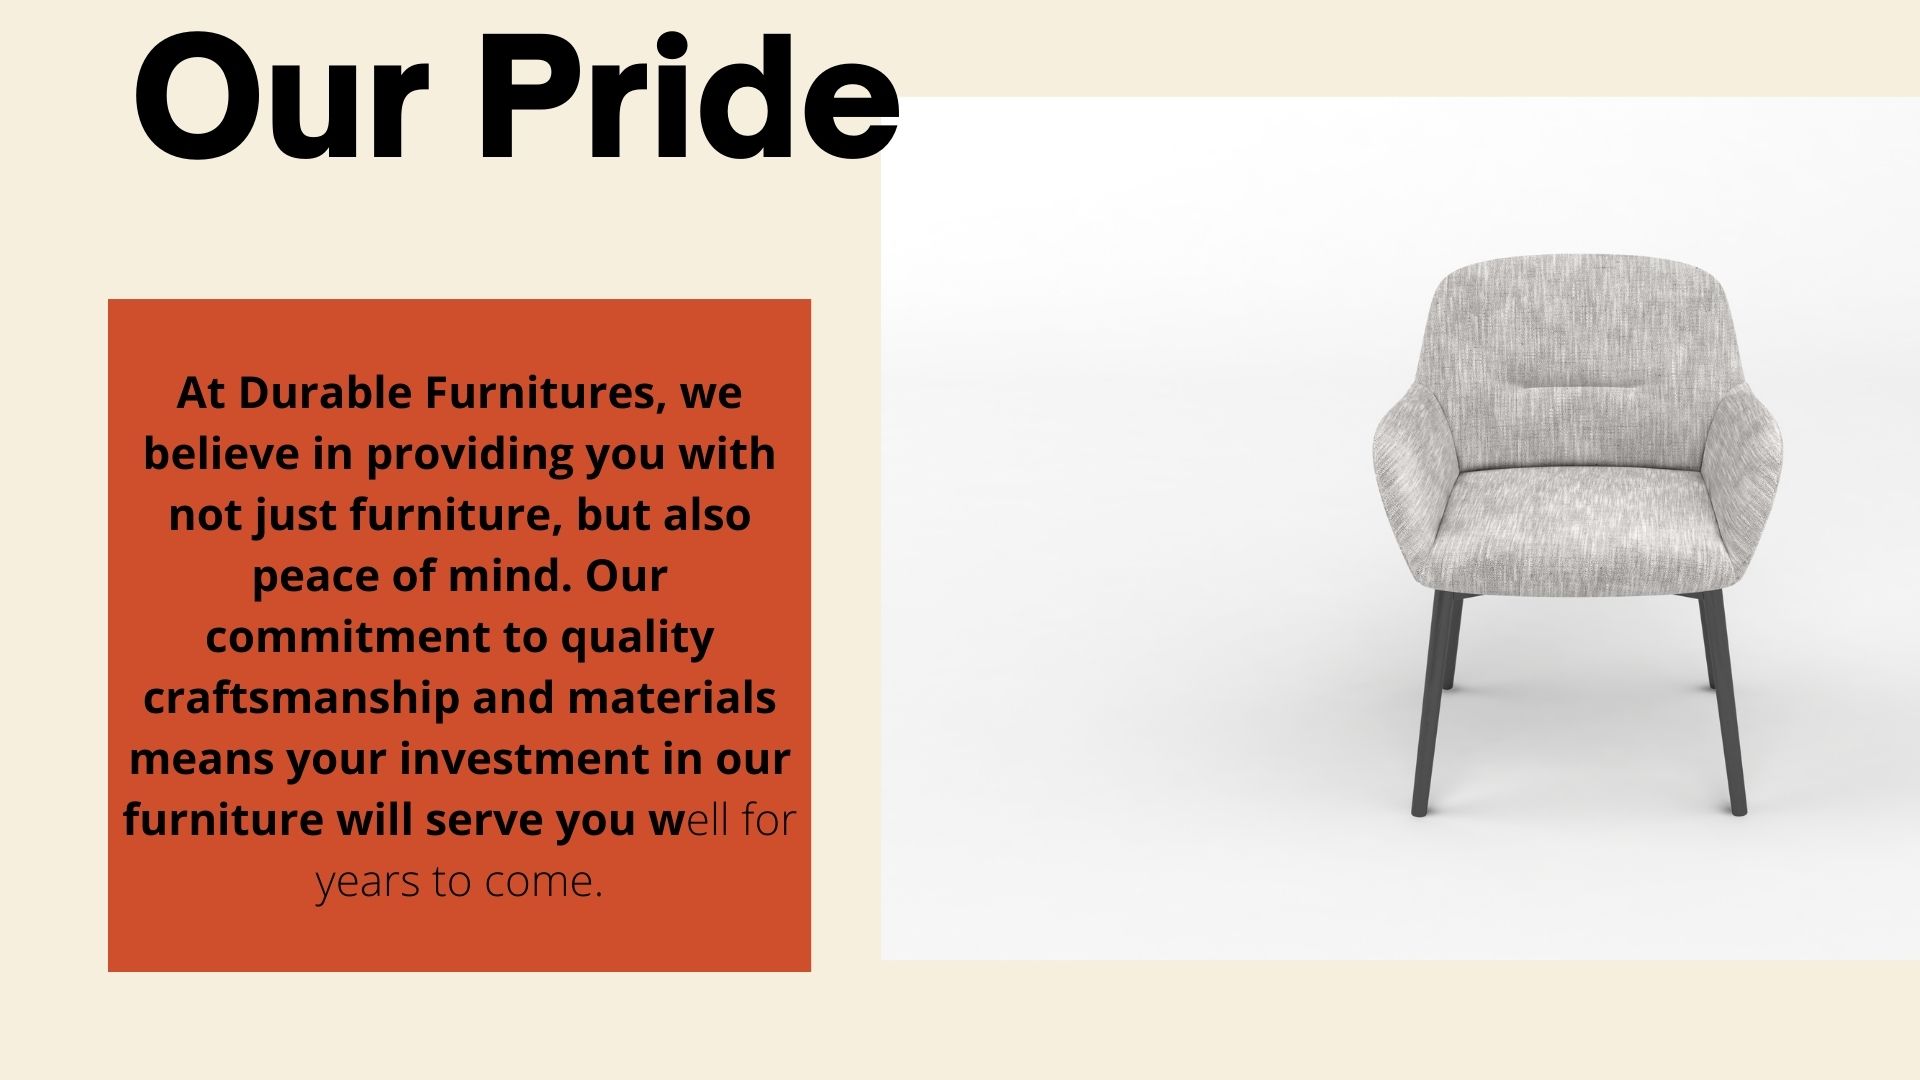 Our Pride
At Durable Furnitures, we
believe in providing you with
not just furniture, but also
peace of mind. Our
commitment to quality
craftsmanship and materials
means your investment in our
furniture will serve you well for
years to come.